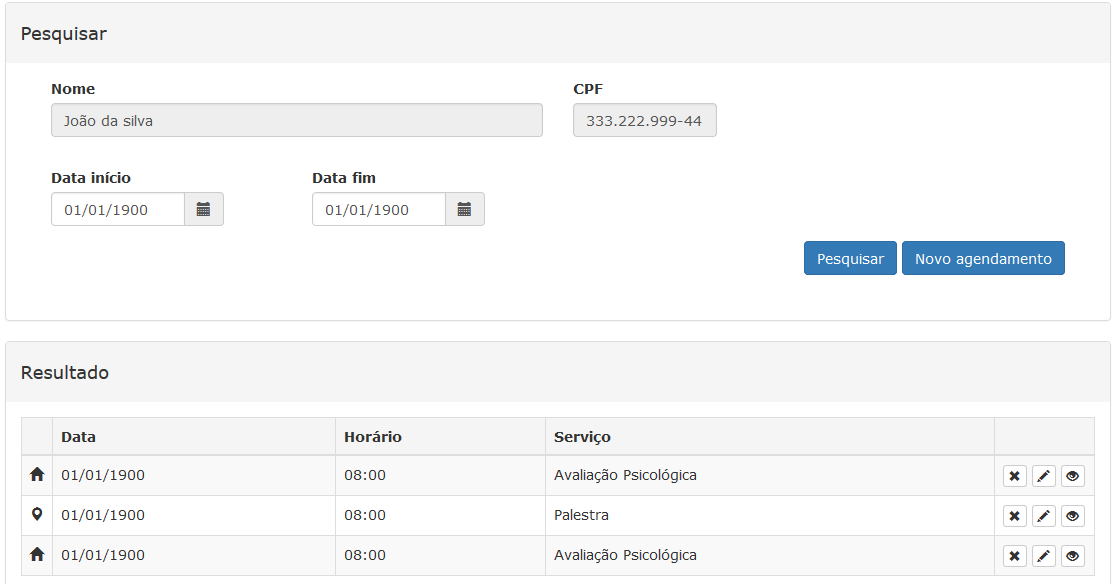 Pesquisar
Nome CPF
João da silva 333.222.999-44
Data início Data fim
01/01/1900 01/01/1900
Pesquisar Novo agendamento
Resultado
Data Horário Serviço
01/01/1900 08:00 Avaliação Psicológica
01/01/1900 08:00 Palestra
01/01/1900 08:00 Avaliação Psicológica